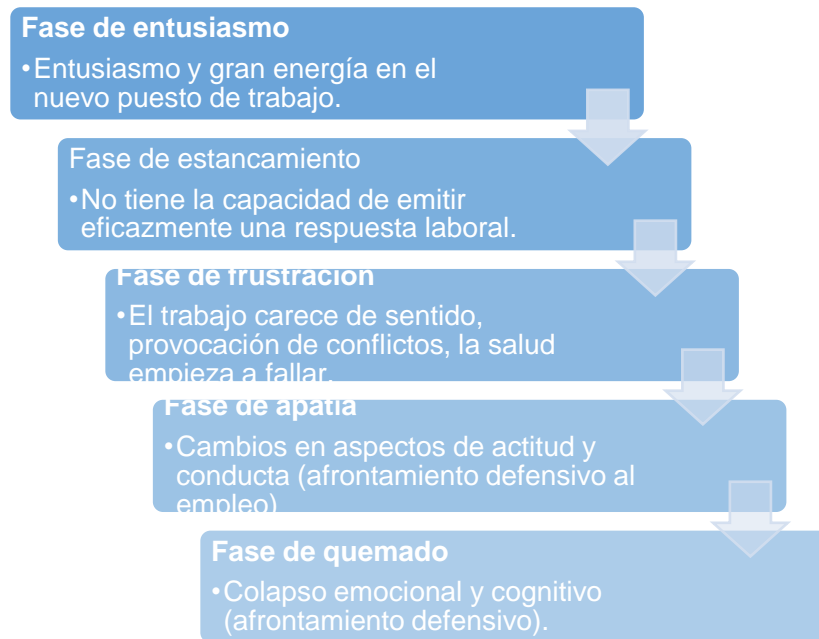 Fase de entusiasmo
•Entusiasmo y gran energía en el
nuevo puesto de trabajo.
Fase de estancamiento
•No tiene la capacidad de emitir
eficazmente una respuesta laboral.
Fase de frustración
•El trabajo carece de sentido,
provocación de conflictos, la salud
empieza a fallar.
Fase de apatía
•Cambios en aspectos de actitud y
conducta (afrontamiento defensivo al
empleo)
Fase de quemado
•Colapso emocional y cognitivo
(afrontamiento defensivo).